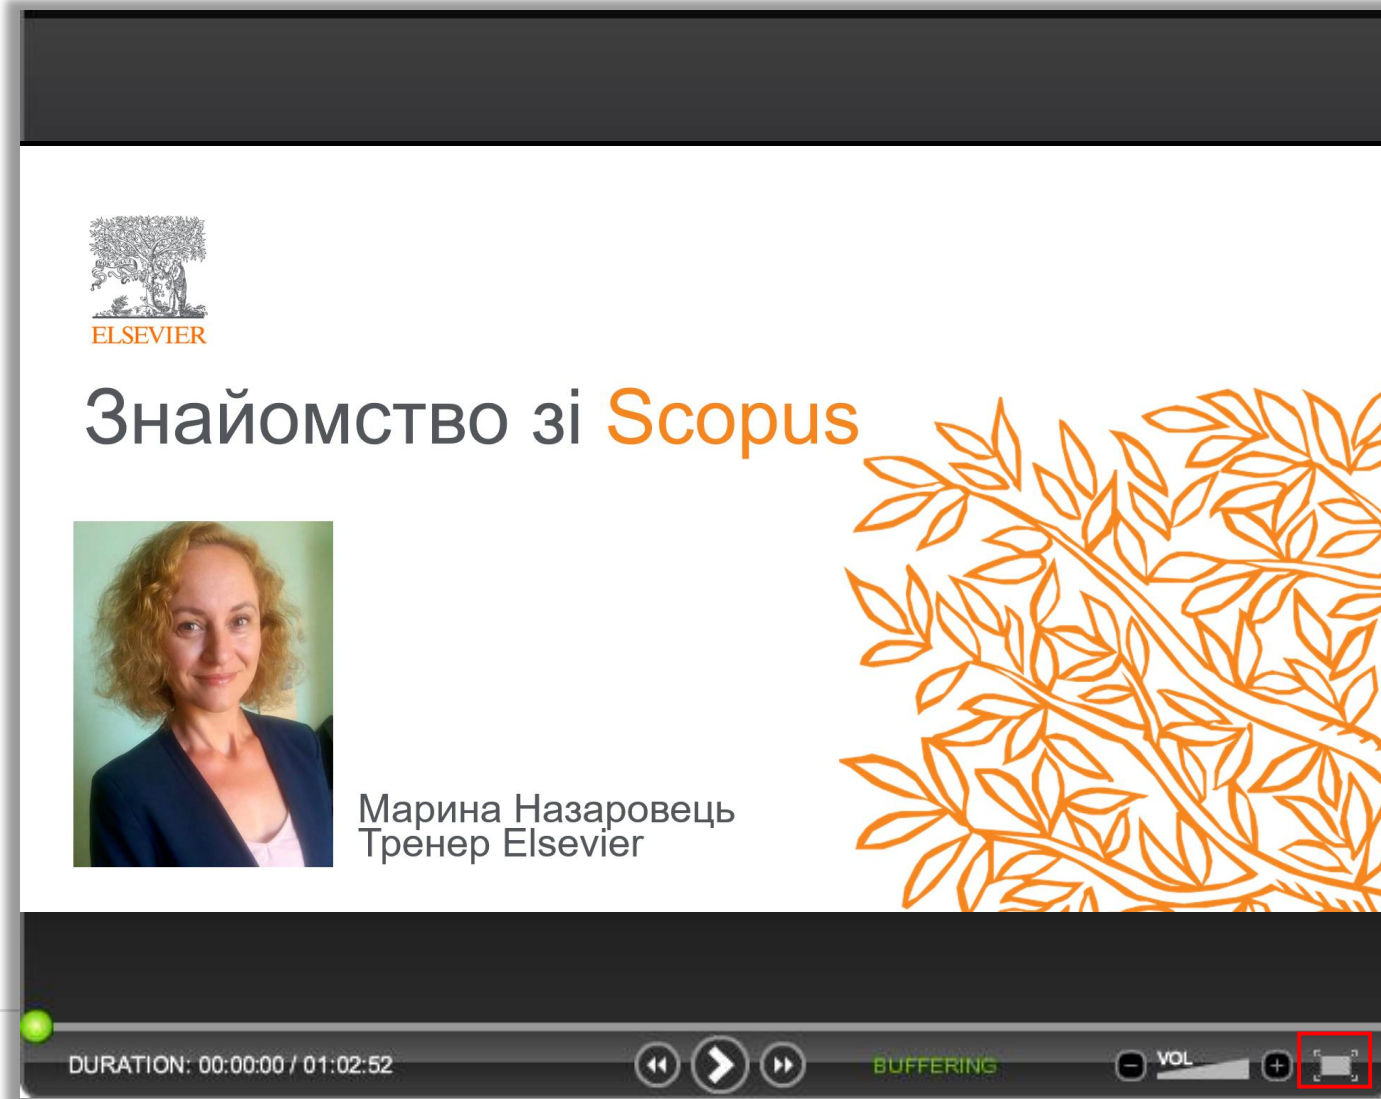 ELSEVIER
Знайомство зі Scopus
Марина Назаровець
Тренер Elsevier
DURATION: 00:00:00 / 01:02:52
BUFFERING
VOL